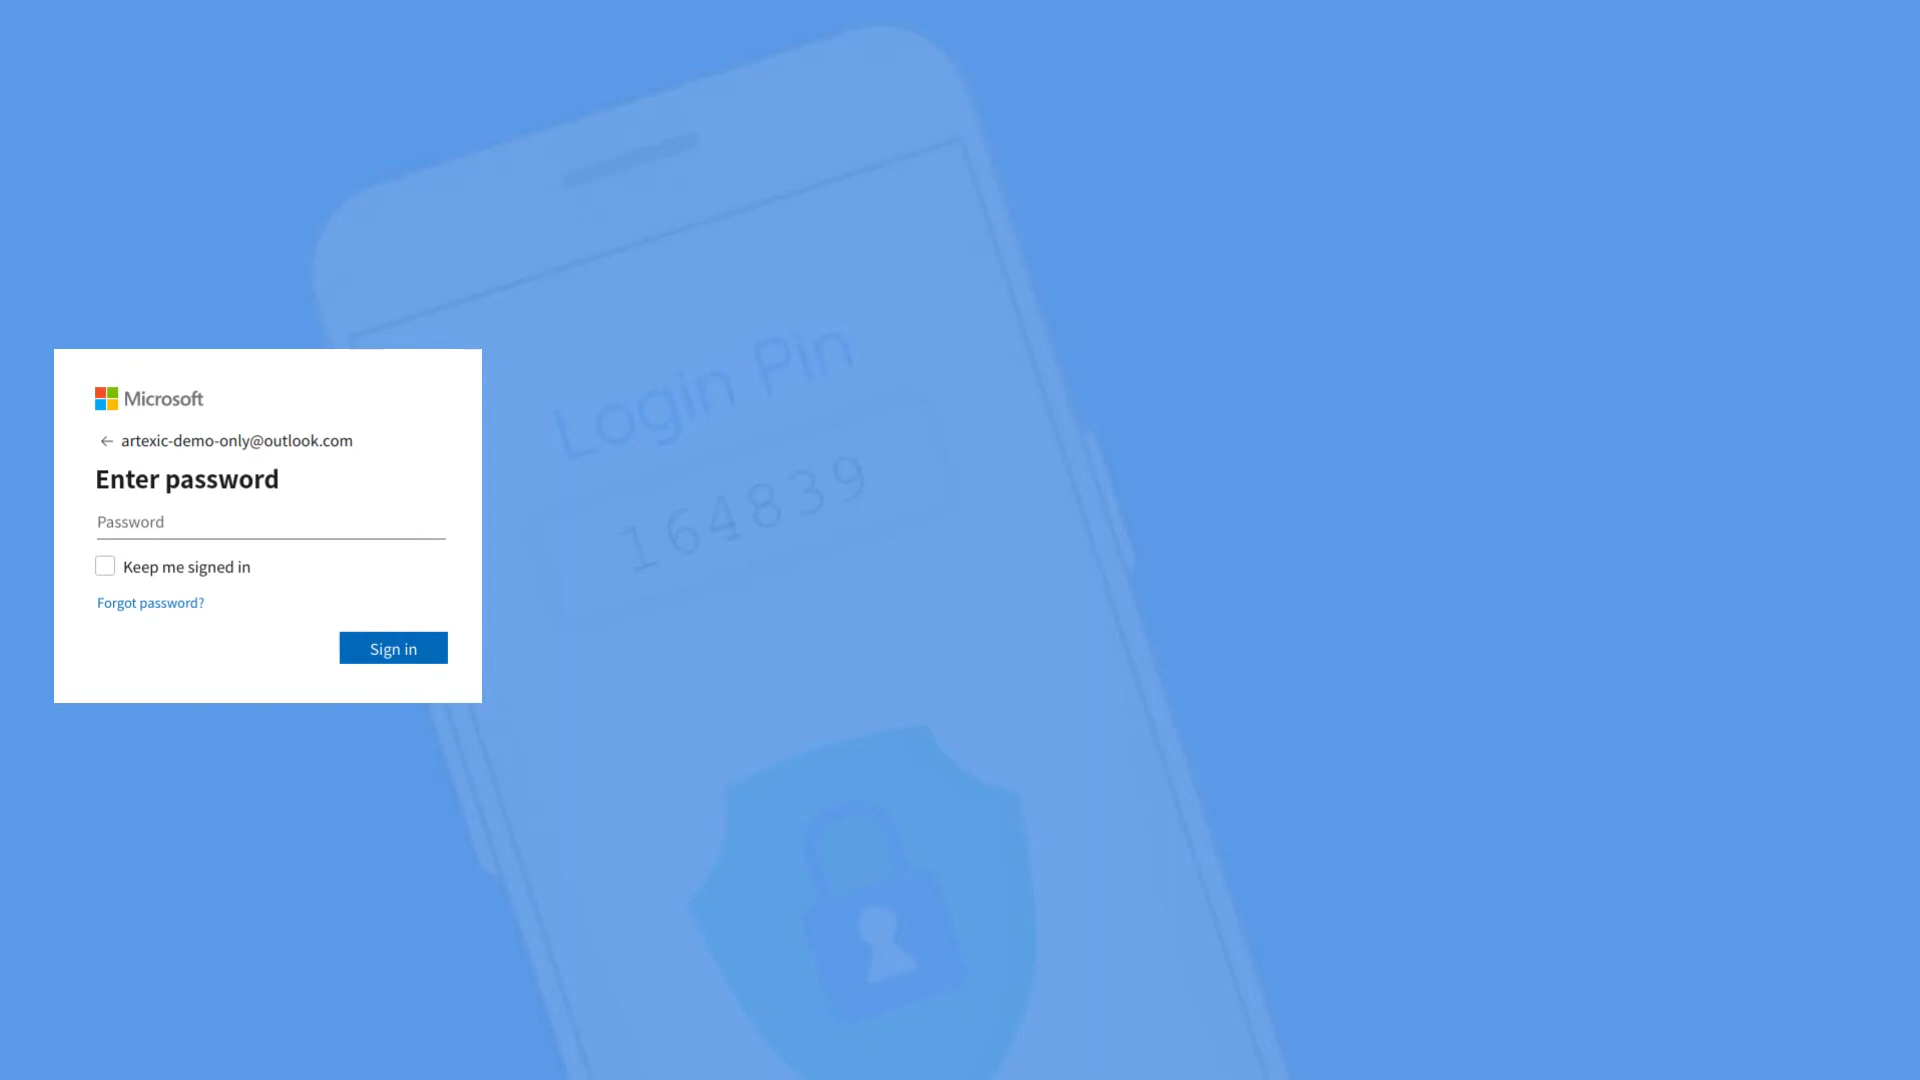 Login Pin
164839
Microsoft
← artexic-demo-only@outlook.com
Enter password
Password
Keep me signed in
Forgot password?
Sign in